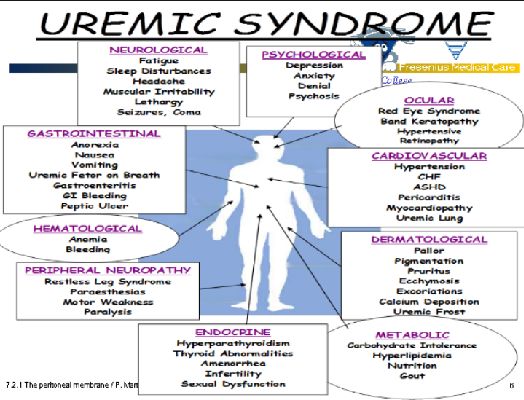 UREMIC SYNDROME
NEUROLOGICAL
Fatigue
Sleep Disturbances
Headache
Muscular Irritability
Lethargy
Seizures, Coma
PSYCHOLOGICAL
Depression
Anxiety
Denial
Psychosis
Fresenius Medical Care
College
OCULAR
Red Eye Syndrome
Band Keratopathy
Hypertensive
Retinopathy
GASTROINTESTINAL
Anorexia
Nausea
Vomiting
Uremic Fetor on Breath
Gastroenteritis
GI Bleeding
Peptic Ulcer
CARDIOVASCULAR
Hypertension
CHF
ASHD
Pericarditis
Myocardiopathy
Uremic Lung
HEMATOLOGICAL
Anemia
Bleeding
DERMATOLOGICAL
Pallor
Pigmentation
Pruritus
Ecchymosis
Excoriations
Calcium Deposition
Uremic Frost
PERIPHERAL NEUROPATHY
Restless Leg Syndrome
Paraesthesias
Motor Weakness
Paralysis
ENDOCRINE
Hyperparathyroidism
Thyroid Abnormalities
Amenorrhea
Infertility
Sexual Dysfunction
METABOLIC
Carbohydrate Intolerance
Hyperlipidemia
Nutrition
Gout
7.2.1 The peritoneal membrane / P.
6